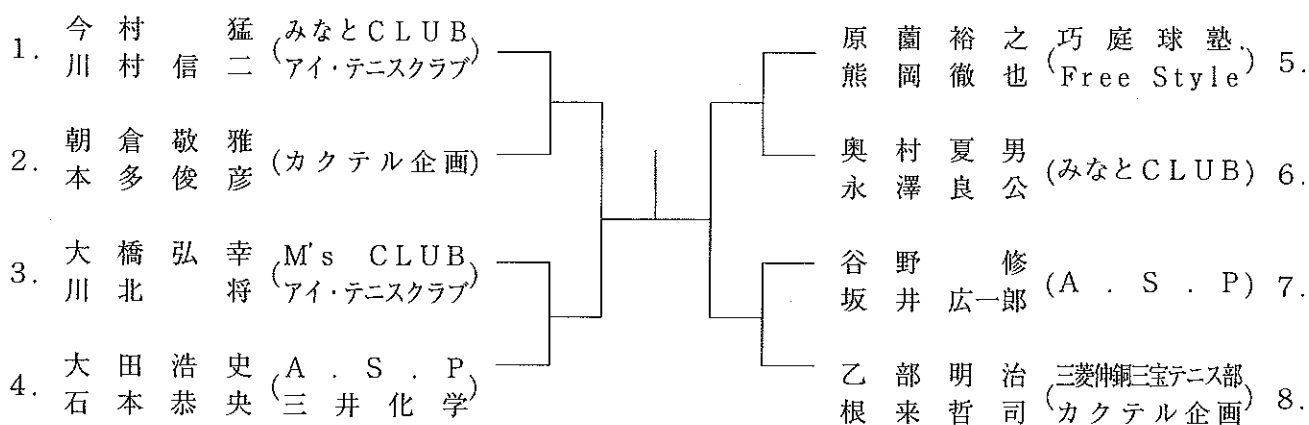 1. 今村 猛 (みなとCLUB
川村信二 アイ・テニスクラブ)
2. 朝倉敬雅
本多俊彦 (カクテル企画)
3. 大橋弘幸 (M's CLUB
川北 将 アイ・テニスクラブ)
4. 大田浩史 (A.S.P
石本恭央 三井化学)
原薗裕之 (巧庭球塾.
熊岡徹也 Free Style) 5.
奥村夏男
永澤良公 (みなとCLUB) 6.
谷野 修
坂井広一郎 (A.S.P) 7.
乙部明治 (三菱伸銅三宝テニス部
根来哲司 カクテル企画) 8.